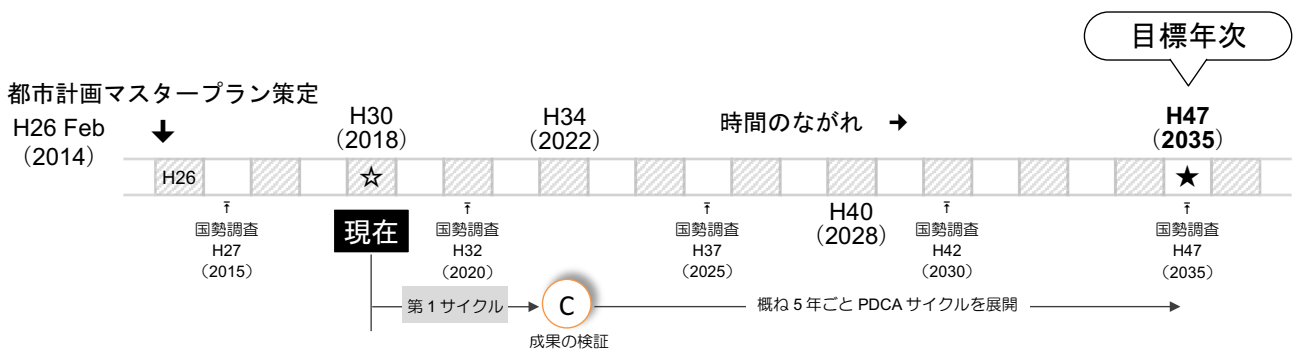 目標年次
都市計画マスタープラン策定
H26 Feb
（2014）
↓
H30
（2018）
H34
（2022）
時間のながれ →
H47
（2035）
H26
☆
★
↑
国勢調査
H27
（2015）
現在
↑
国勢調査
H32
（2020）
↑
国勢調査
H37
（2025）
H40
（2028）
↑
国勢調査
H42
（2030）
↑
国勢調査
H47
（2035）
第1サイクル
C
概ね5年ごと PDCA サイクルを展開
成果の検証